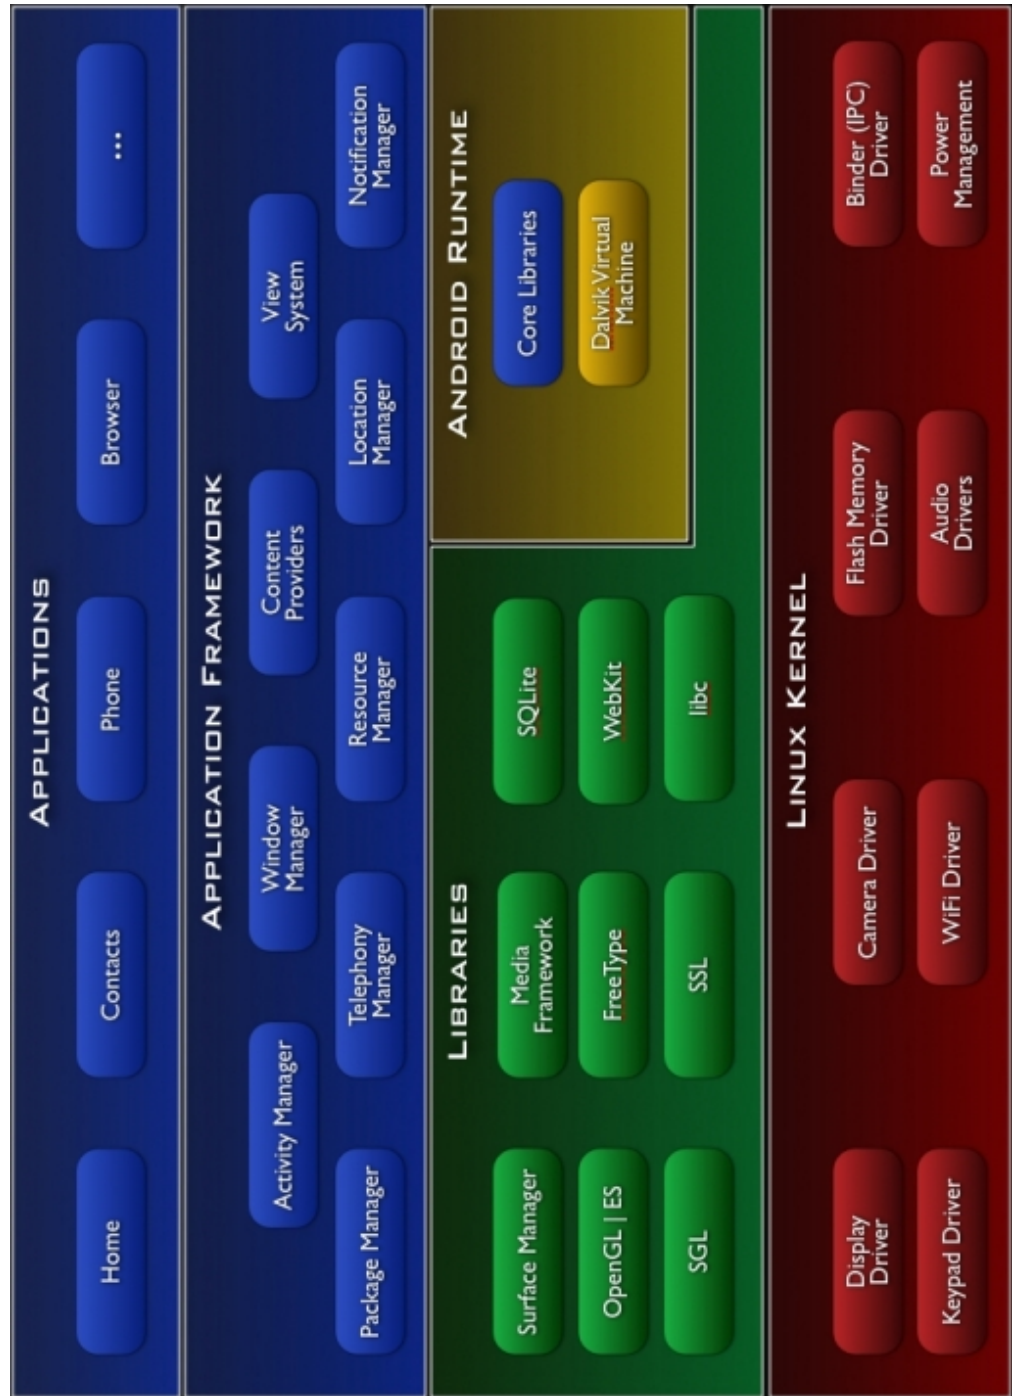 APPLICATIONS
Home
Contacts
Phone
Browser
...
APPLICATION FRAMEWORK
Activity Manager
Window
Manager
Content
Providers
View
System
Package Manager
Telephony
Manager
Resource
Manager
Location
Manager
Notification
Manager
LIBRARIES
Surface Manager
Media
Framework
SQLite
OpenGL | ES
FreeType
WebKit
SGL
SSL
libc
ANDROID RUNTIME
Core Libraries
Dalvik Virtual
Machine
LINUX KERNEL
Display
Driver
Camera Driver
Flash Memory
Driver
Binder (IPC)
Driver
Keypad Driver
WiFi Driver
Audio
Drivers
Power
Management